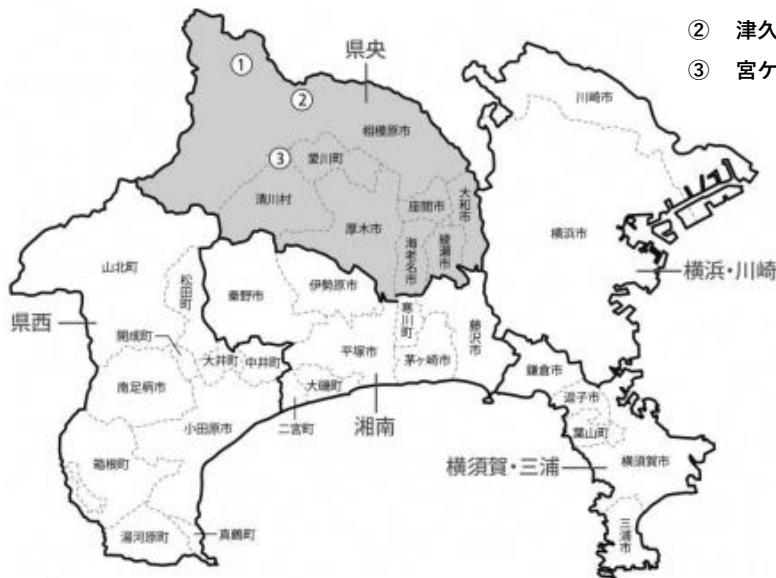 ② 津久
③ 宮ケ
県央
①
②
川崎市
相模原市
③
愛川町
清川村
座間市
大和市
厚木市
海老名市
綾瀬市
横浜市
山北町
松田町
秦野市
伊勢原市
寒川町
藤沢市
横浜・川崎
県西
開成町
大井町
中井町
平塚市
茅ヶ崎市
鎌倉市
南足柄市
大磯町
逗子市
小田原市
二宮町
湘南
葉山町
箱根町
横須賀・三浦
横須賀市
湯河原町
真鶴町
三浦市